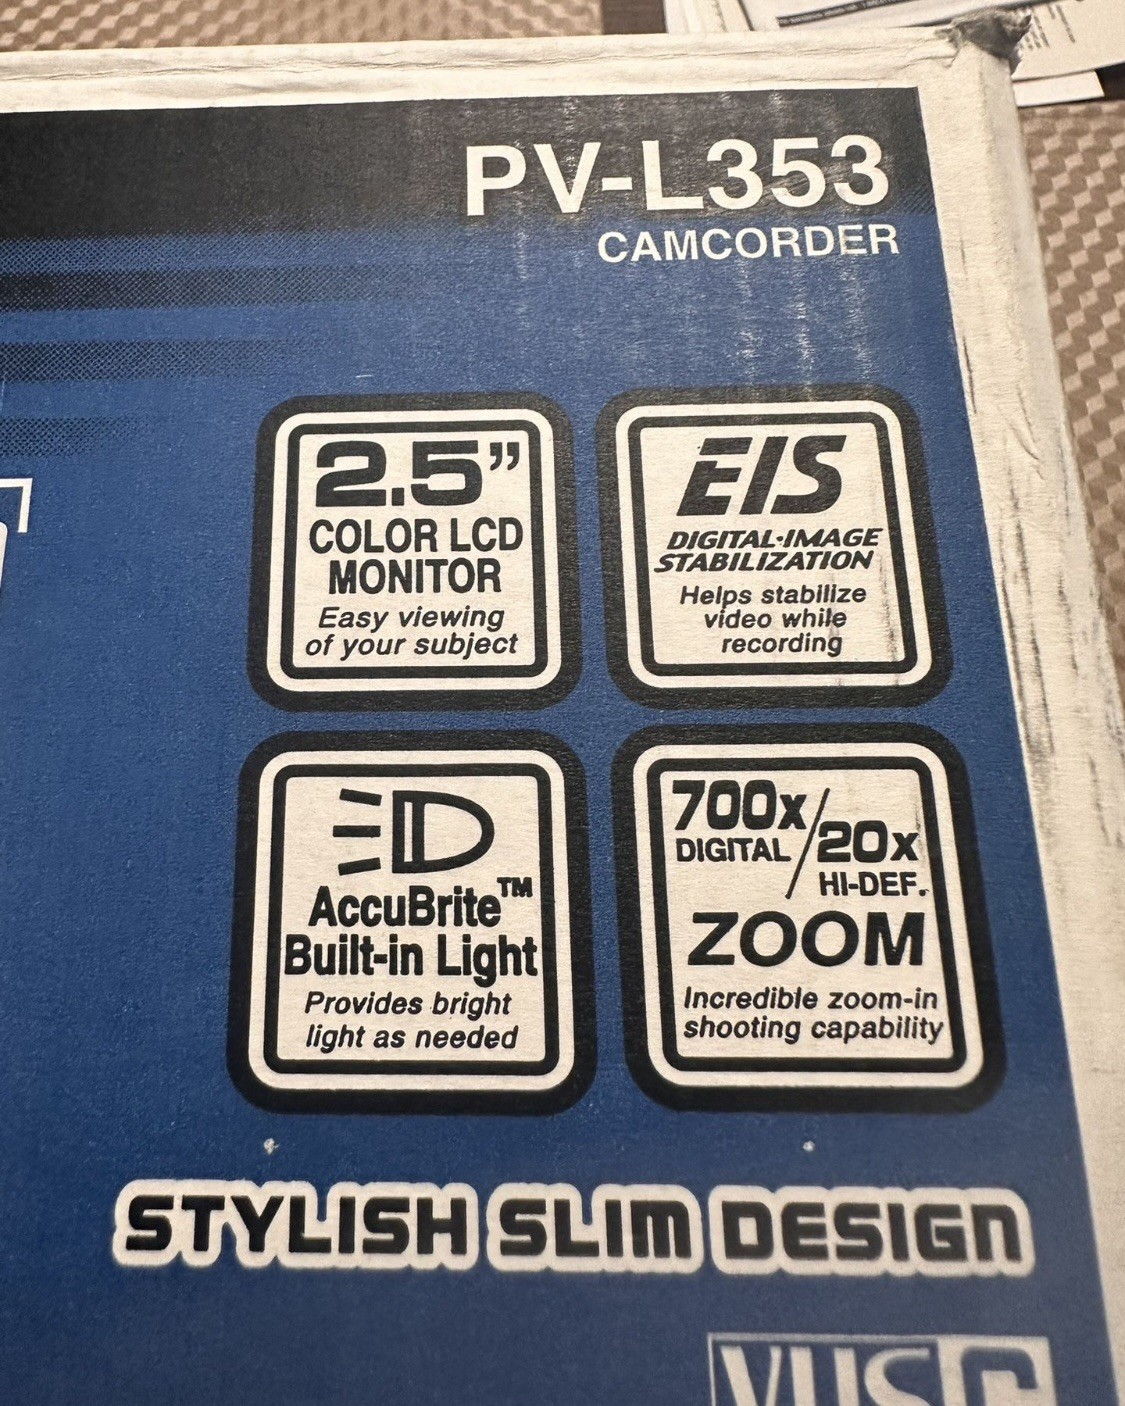 PV-L353
CAMCORDER
2.5”
COLOR LCD
MONITOR
Easy viewing
of your subject
EIS
DIGITAL·IMAGE
STABILIZATION
Helps stabilize
video while
recording
AccuBrite™
Built-in Light
Provides bright
light as needed
700x/20x
DIGITAL
HI-DEF.
ZOOM
Incredible zoom-in
shooting capability
STYLISH SLIM DESIGN
VHS C